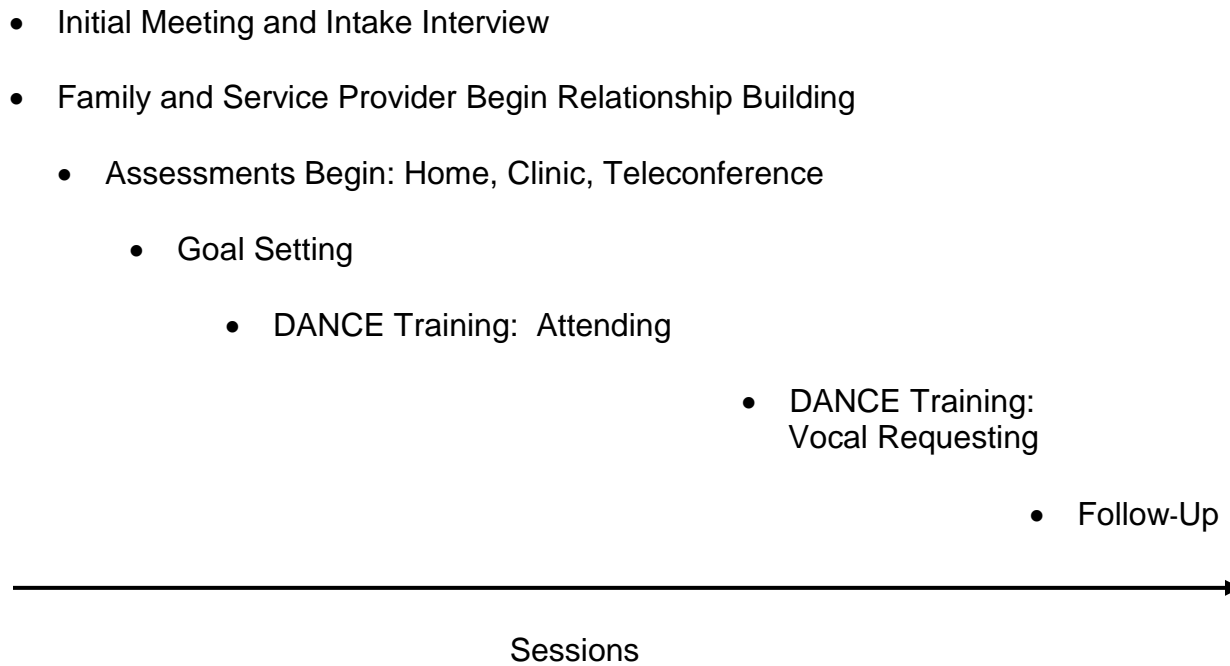 • Initial Meeting and Intake Interview
• Family and Service Provider Begin Relationship Building
• Assessments Begin: Home, Clinic, Teleconference
• Goal Setting
• DANCE Training:  Attending
• DANCE Training:
Vocal Requesting
• Follow-Up
Sessions